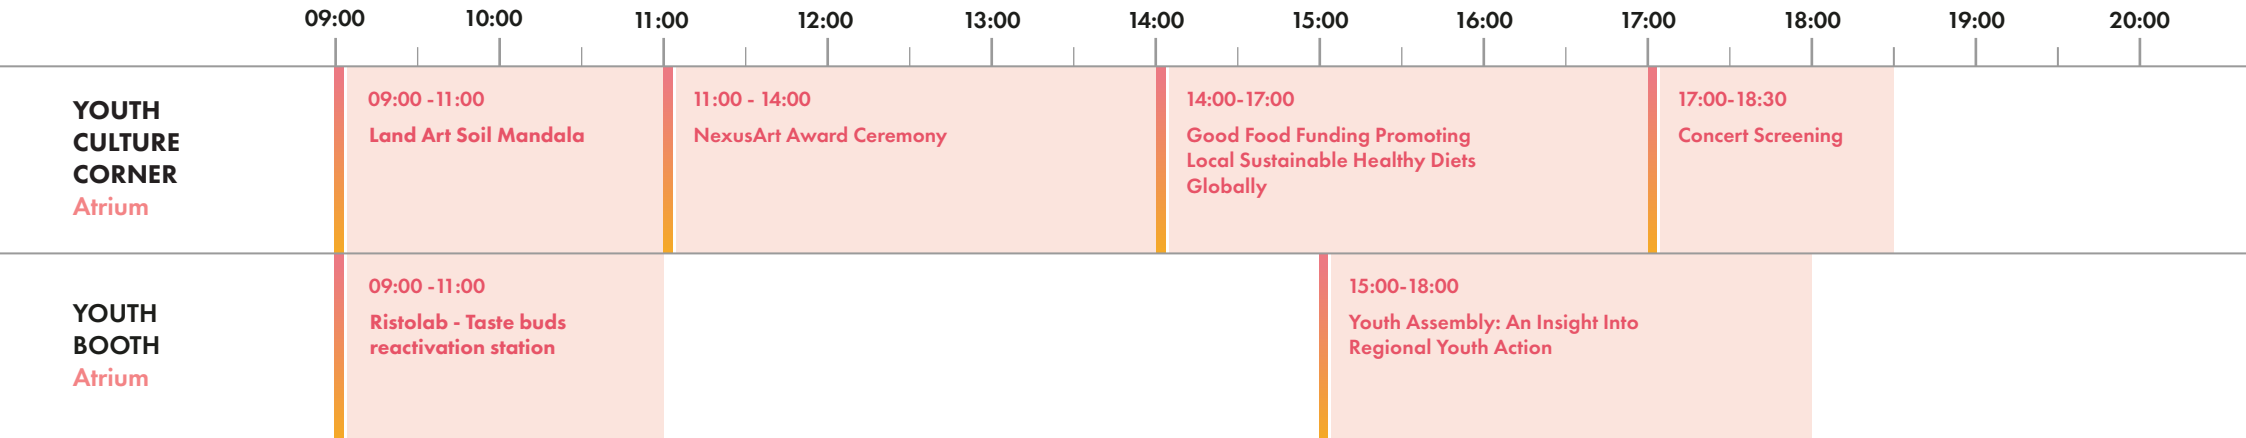 09:00 10:00 11:00 12:00 13:00 14:00 15:00 16:00 17:00 18:00 19:00 20:00
YOUTH
CULTURE
CORNER
Atrium
09:00 -11:00
Land Art Soil Mandala
11:00 - 14:00
NexusArt Award Ceremony
14:00-17:00
Good Food Funding Promoting
Local Sustainable Healthy Diets
Globally
17:00-18:30
Concert Screening
YOUTH
BOOTH
Atrium
09:00 -11:00
Ristolab - Taste buds
reactivation station
15:00-18:00
Youth Assembly: An Insight Into
Regional Youth Action